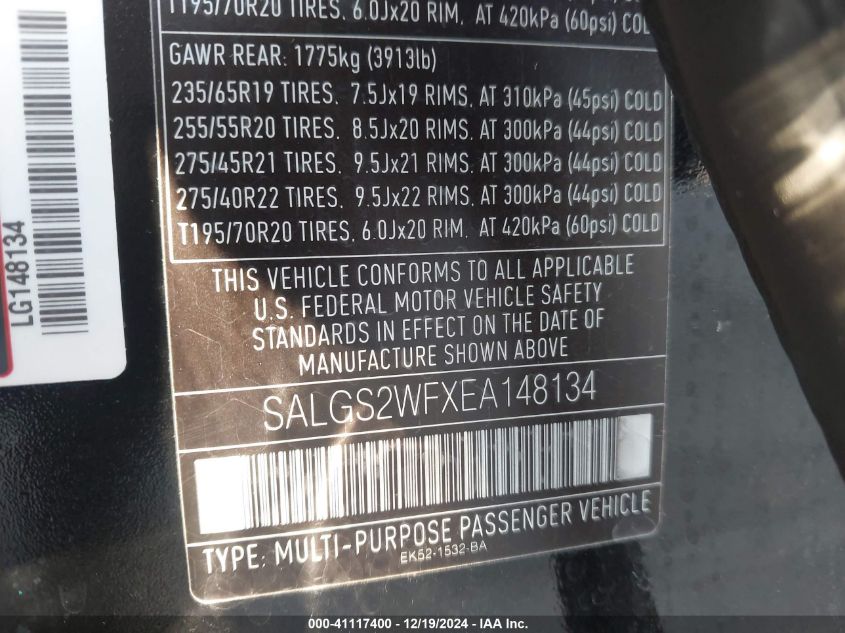 T195/70R20 TIRES, 6.0Jx20 RIM, AT 420kPa (60psi) COLD
GAWR REAR: 1775kg (3913lb)
235/65R19 TIRES, 7.5Jx19 RIMS, AT 310kPa (45psi) COLD
255/55R20 TIRES, 8.5Jx20 RIMS, AT 300kPa (44psi) COLD
275/45R21 TIRES, 9.5Jx21 RIMS, AT 300kPa (44psi) COLD
275/40R22 TIRES, 9.5Jx22 RIMS, AT 300kPa (44psi) COLD
T195/70R20 TIRES, 6.0Jx20 RIM, AT 420kPa (60psi) COLD
THIS VEHICLE CONFORMS TO ALL APPLICABLE
U.S. FEDERAL MOTOR VEHICLE SAFETY
STANDARDS IN EFFECT ON THE DATE OF
MANUFACTURE SHOWN ABOVE
SALGS2WFXEA148134
TYPE: MULTI-PURPOSE PASSENGER VEHICLE
EK52-1532-BA
LG148134
000-41117400 - 12/19/2024 - IAA Inc.